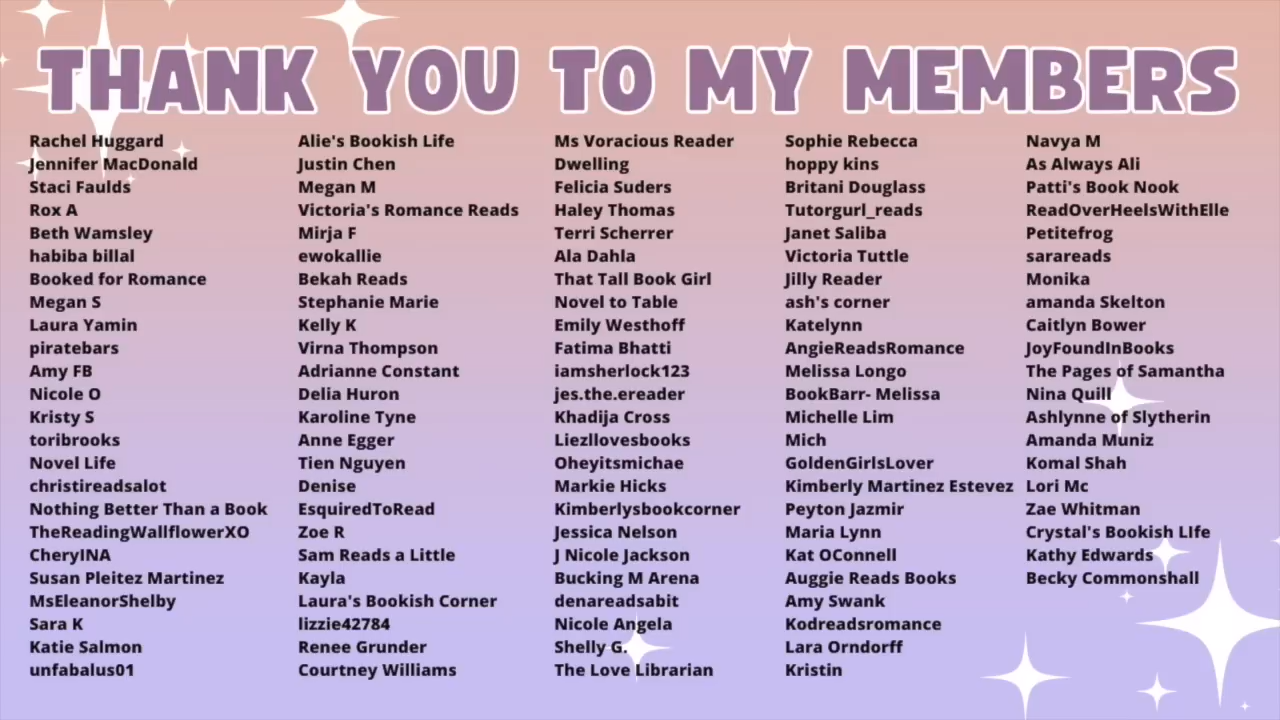 THANK YOU TO MY MEMBERS
Rachel Huggard
Jennifer MacDonald
Staci Faulds
Rox A
Beth Wamsley
habiba billal
Booked for Romance
Megan S
Laura Yamin
piratebars
Amy FB
Nicole O
Kristy S
toribrooks
Novel Life
christireadsalot
Nothing Better Than a Book
TheReadingWallflowerXO
CheryINA
Susan Pleitez Martinez
MsEleanorShelby
Sara K
Katie Salmon
unfabalus01
Alie's Bookish Life
Justin Chen
Megan M
Victoria's Romance Reads
Mirja F
ewokallie
Bekah Reads
Stephanie Marie
Kelly K
Virna Thompson
Adrianne Constant
Delia Huron
Karoline Tyne
Anne Egger
Tien Nguyen
Denise
EsquiredToRead
Zoe R
Sam Reads a Little
Kayla
Laura's Bookish Corner
lizzie42784
Renee Grunder
Courtney Williams
Ms Voracious Reader
Dwelling
Felicia Suders
Haley Thomas
Terri Scherrer
Ala Dahla
That Tall Book Girl
Novel to Table
Emily Westhoff
Fatima Bhatti
iamsherlock123
jes.the.ereader
Khadija Cross
Liezllovesbooks
Oheyitsmichae
Markie Hicks
Kimberlysbookcorner
Jessica Nelson
J Nicole Jackson
Bucking M Arena
denareadsabit
Nicole Angela
Shelly G.
The Love Librarian
Sophie Rebecca
hoppy kins
Britani Douglass
Tutorgurl_reads
Janet Saliba
Victoria Tuttle
Jilly Reader
ash's corner
Katelynn
AngieReadsRomance
Melissa Longo
BookBarr- Melissa
Michelle Lim
Mich
GoldenGirlsLover
Kimberly Martinez Estevez
Peyton Jazmir
Maria Lynn
Kat OConnell
Auggie Reads Books
Amy Swank
Kodreadsromance
Lara Orndorff
Kristin
Navya M
As Always Ali
Patti's Book Nook
ReadOverHeelsWithElle
Petitefrog
sarareads
Monika
amanda Skelton
Caitlyn Bower
JoyFoundInBooks
The Pages of Samantha
Nina Quill
Ashlynne of Slytherin
Amanda Muniz
Komal Shah
Lori Mc
Zae Whitman
Crystal's Bookish LIfe
Kathy Edwards
Becky Commonshall